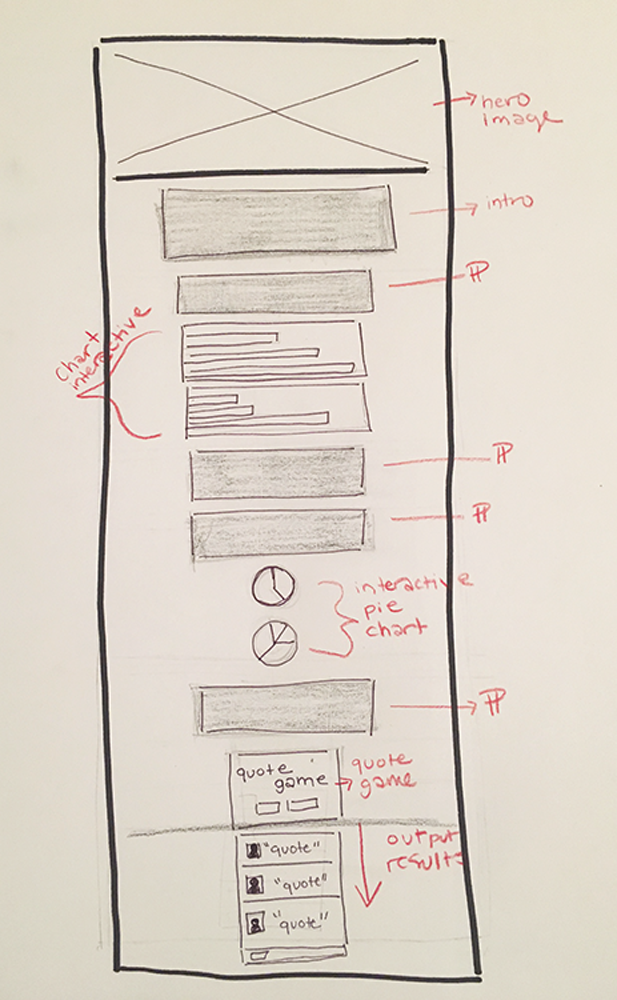 hero
image
intro
P
chart
interactive
P
P
interactive
pie
chart
P
quote
game
quote
game
output
results
"quote"
"quote"
"quote"